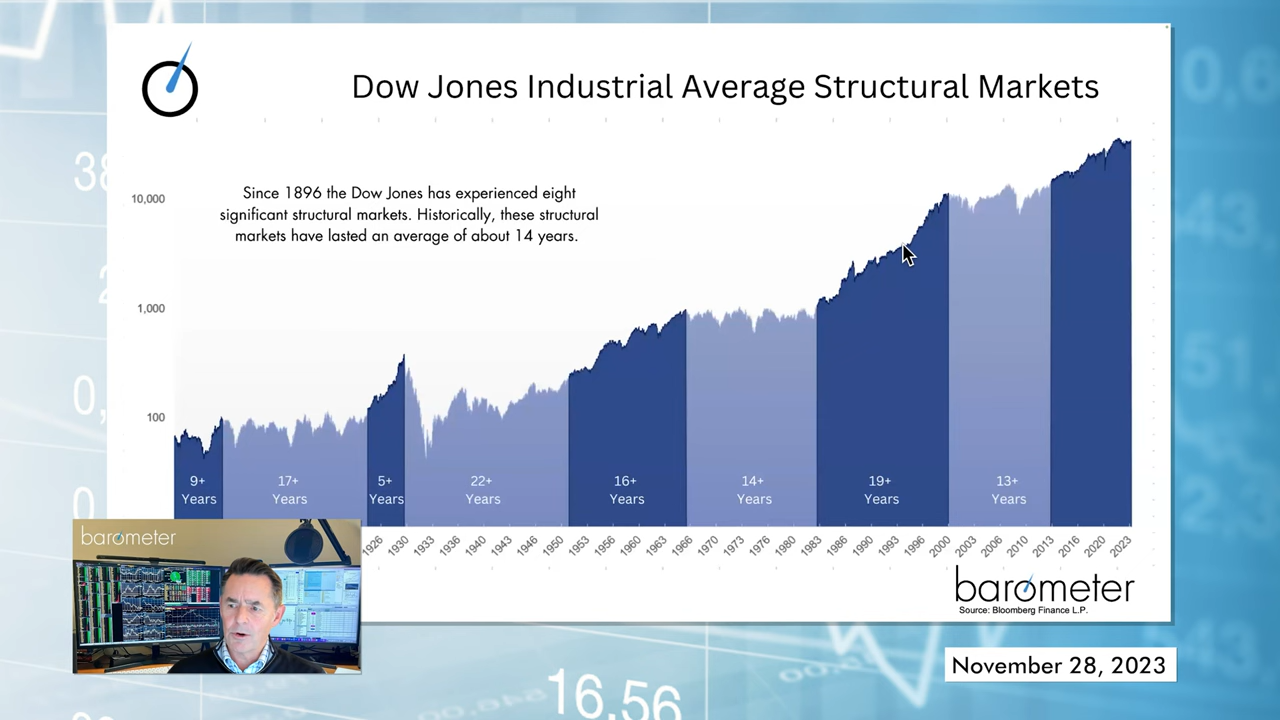 Dow Jones Industrial Average Structural Markets
Since 1896 the Dow Jones has experienced eight
significant structural markets. Historically, these structural
markets have lasted an average of about 14 years.
10,000
1,000
100
9+ Years
17+ Years
5+ Years
22+ Years
16+ Years
14+ Years
19+ Years
13+ Years
1926 1930 1933 1936 1940 1943 1946 1950 1953 1956 1960 1963 1966 1970 1973 1976 1980 1983 1986 1990 1993 1996 2000 2003 2006 2010 2013 2016 2020 2023
barometer
Source: Bloomberg Finance L.P.
barometer
November 28, 2023
16,56